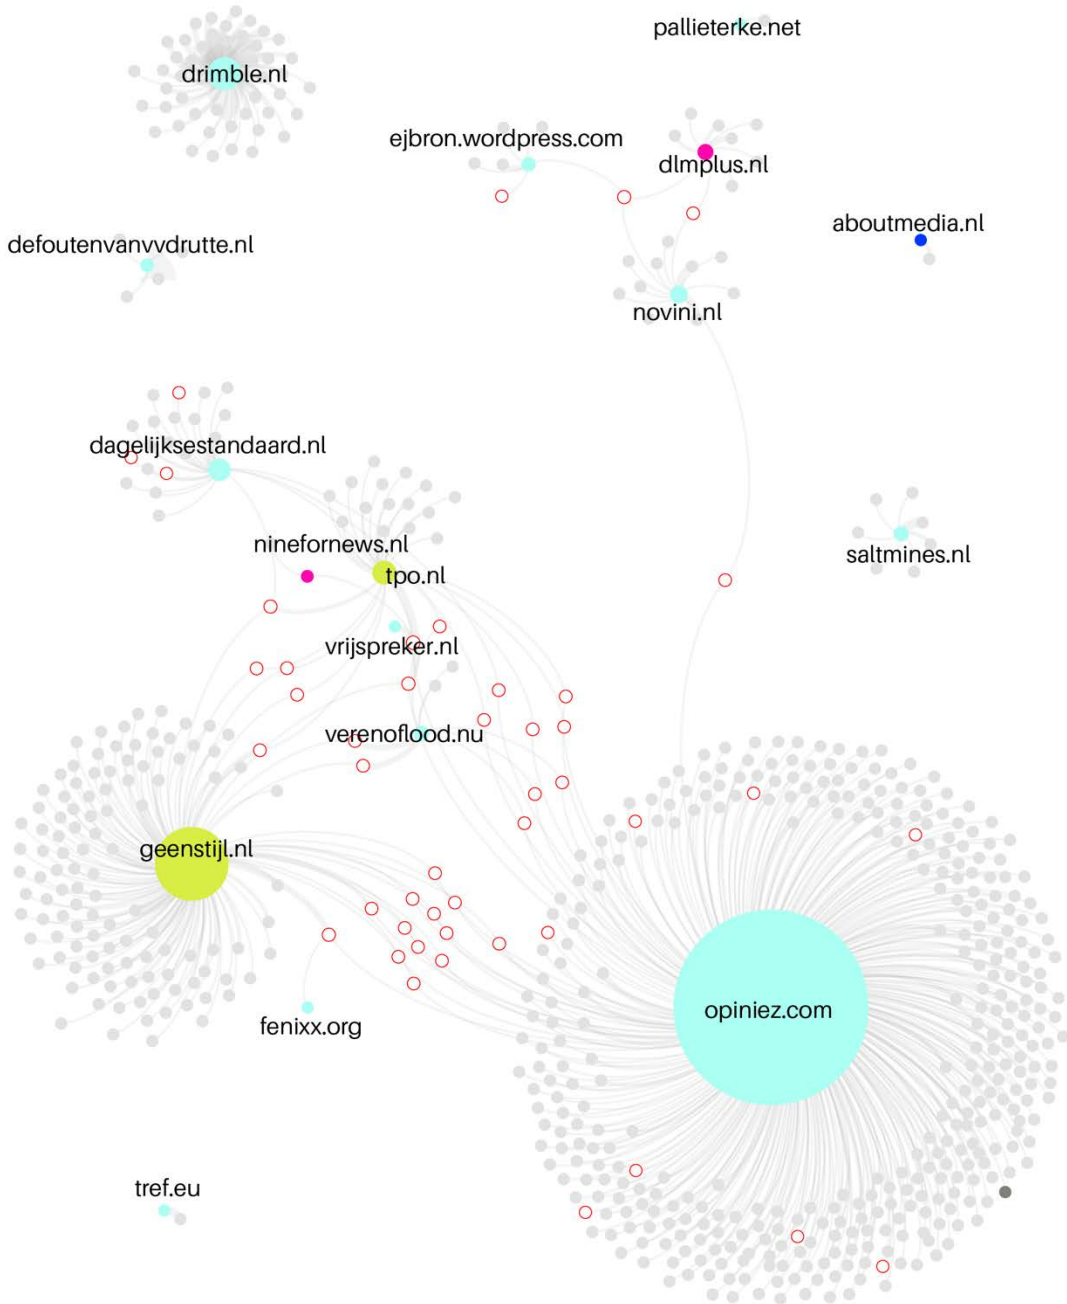 pallieterke.net
drimble.nl
ejbron.wordpress.com
dlmplus.nl
aboutmedia.nl
defoutenvanvvdrutte.nl
novini.nl
dagelijksestandaard.nl
ninefornews.nl
saltmines.nl
tpo.nl
vrijspreker.nl
verenoflood.nu
geenstijl.nl
opiniez.com
fenixx.org
tref.eu